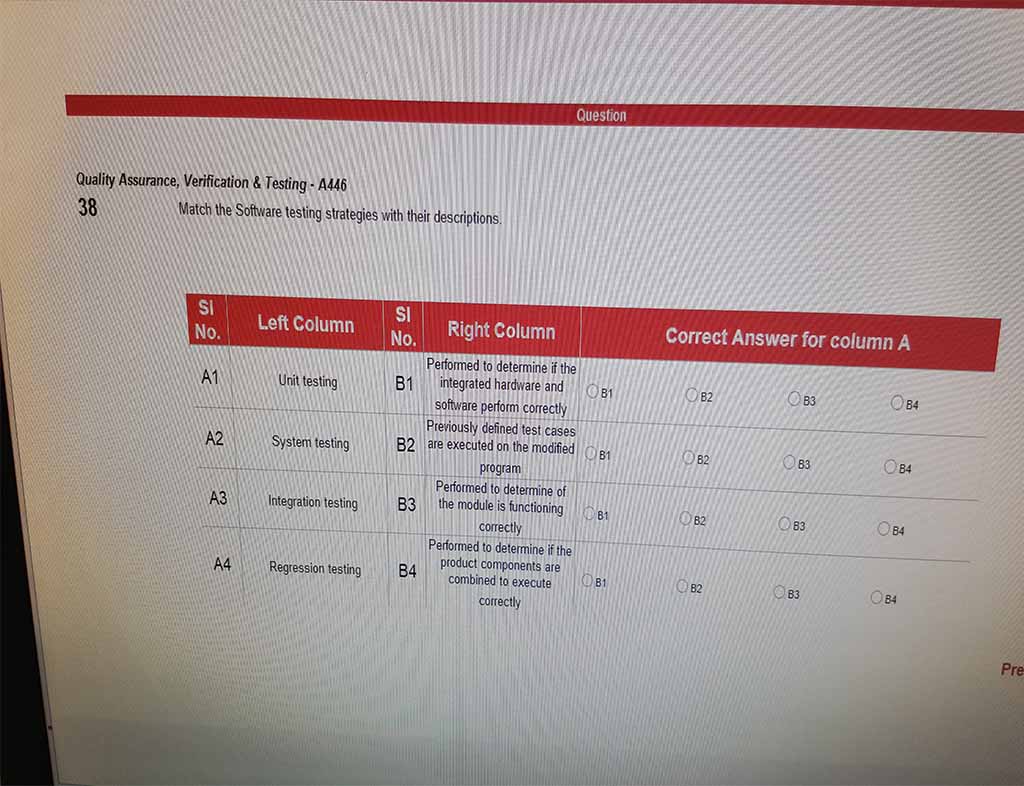 Question
Quality Assurance, Verification & Testing - A446
38 Match the Software testing strategies with their descriptions.
SI No. Left Column SI No. Right Column Correct Answer for column A
A1 Unit testing B1 Performed to determine if the
integrated hardware and
software perform correctly
B1 B2 B3 B4
A2 System testing B2 Previously defined test cases
are executed on the modified
program
B1 B2 B3 B4
A3 Integration testing B3 Performed to determine of
the module is functioning
correctly
B1 B2 B3 B4
A4 Regression testing B4 Performed to determine if the
product components are
combined to execute
correctly
B1 B2 B3 B4
Pre